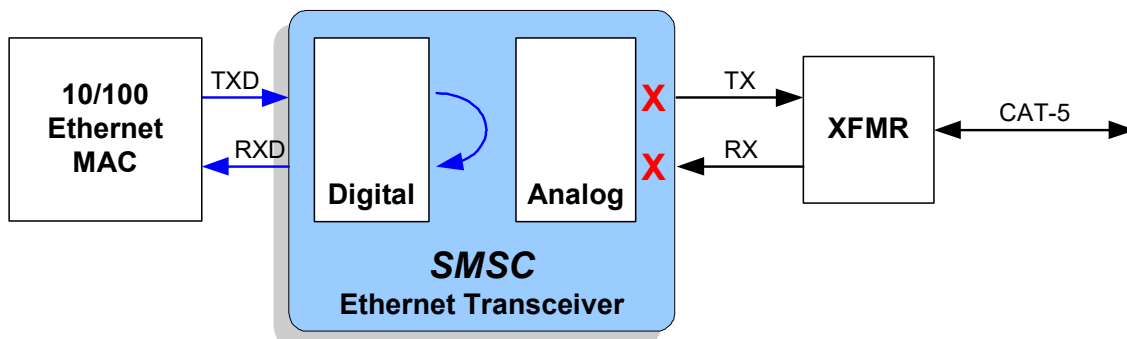 10/100
Ethernet
MAC
TXD
RXD
Digital
Analog
X
X
SMSC
Ethernet Transceiver
TX
RX
XFMR
CAT-5